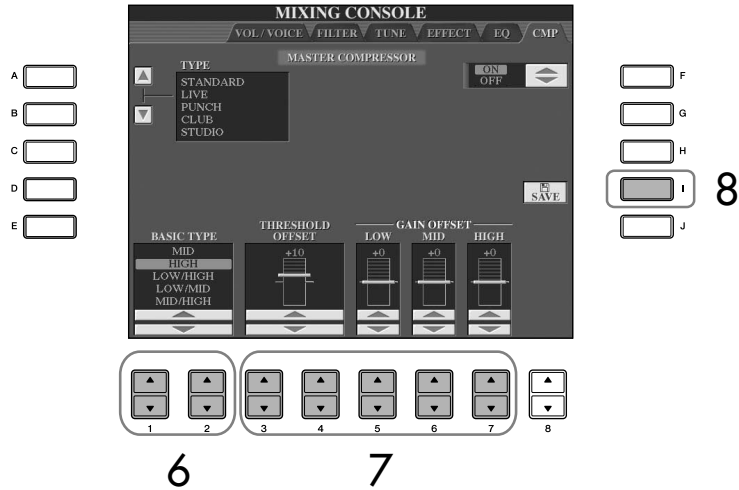 MIXING CONSOLE
VOL / VOICE FILTER TUNE EFFECT EQ CMP
MASTER COMPRESSOR
TYPE
STANDARD
LIVE
PUNCH
CLUB
STUDIO
ON
OFF
SAVE
BASIC TYPE
MID
HIGH
LOW/HIGH
LOW/MID
MID/HIGH
THRESHOLD
OFFSET
+10
GAIN OFFSET
LOW MID HIGH
+0 +0 +0
A
B
C
D
E
F
G
H
I
J
8
1 2 3 4 5 6 7 8
6 7